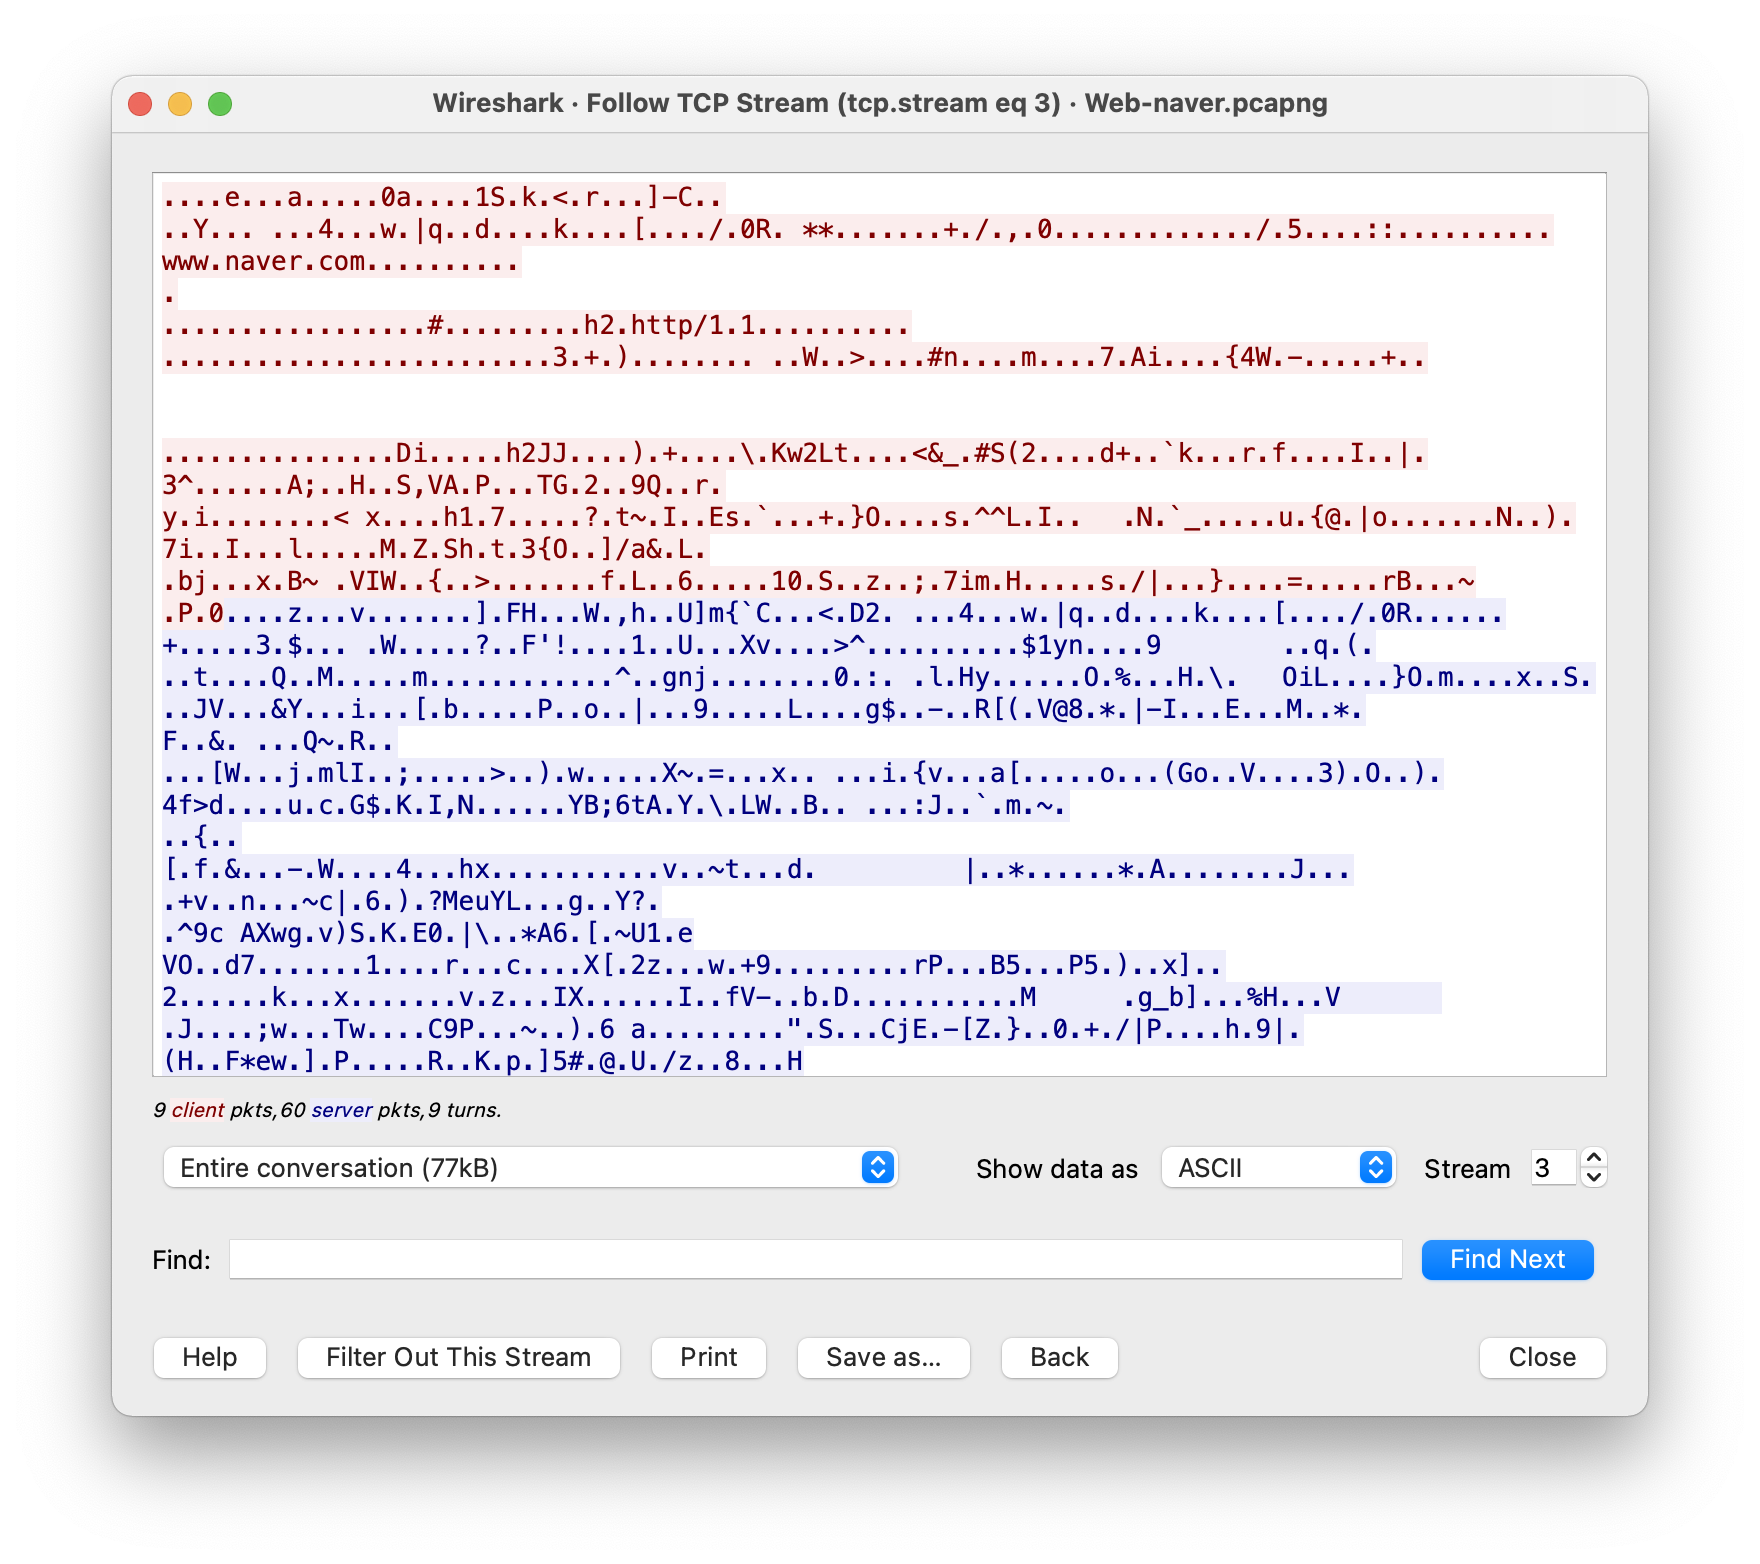 Wireshark · Follow TCP Stream (tcp.stream eq 3) · Web-naver.pcapng
....e...a.....0a....1S.k.<.r...]-C..
..Y... ...4...w.|q..d....k....[..../.0R. **.......+./.,.0............./.5....::..........
www.naver.com..........
.
.................#.........h2.http/1.1..........
.........................3.+.)........ ..W..>....#n....m....7.Ai....{4W.-.....+..
...............Di.....h2JJ....).+....\.Kw2Lt....<&_.#S(2....d+..`k...r.f....I..|.
3^......A;..H..S,VA.P...TG.2..9Q..r.
y.i........< x....h1.7.....?.t~.I..Es.`...+.}O....s.^^L.I..	.N.`_.....u.{@.|o.......N..).
7i..I...l.....M.Z.Sh.t.3{O..]/a&.L.
.bj...x.B~ .VIW..{..>.......f.L..6.....10.S..z..;.7im.H.....s./|...}....=.....rB...~
.P.0....z...v.......].FH...W.,h..U]m{`C...<.D2. ...4...w.|q..d....k....[..../.0R......
+.....3.$... .W.....?..F'!....1..U...Xv....>^..........$1yn....9	..q.(.
..t....Q..M.....m............^..gnj........0.:. .l.Hy......O.%...H.\.	OiL....}O.m....x..S.
..JV...&Y...i...[.b.....P..o..|...9.....L....g$..-..R[(.V@8.*.|-I...E...M..*.
F..&. ...Q~.R..
...[W...j.mlI..;.....>..).w.....X~.=...x.. ...i.{v...a[.....o...(Go..V....3).O..).
4f>d....u.c.G$.K.I,N......YB;6tA.Y.\.LW..B.. ...:J..`.m.~.
..{..
[.f.&...-.W....4...hx...........v..~t...d.	|..*......*.A........J...
.+v..n...~c|.6.).?MeuYL...g..Y?.
.^9c AXwg.v)S.K.E0.|\..*A6.[.~U1.e
VO..d7.......1....r...c....X[.2z...w.+9.........rP...B5...P5.)..x]..
2......k...x.......v.z...IX......I..fV-..b.D...........M	.g_b]...%H...V
.J....;w...Tw....C9P...~..).6 a.........".S...CjE.-[Z.}..0.+./|P....h.9|.
(H..F*ew.].P.....R..K.p.]5#.@.U./z..8...H
9 client pkts, 60 server pkts, 9 turns.
Entire conversation (77kB) Show data as ASCII Stream 3
Find: Find Next
Help Filter Out This Stream Print Save as... Back Close